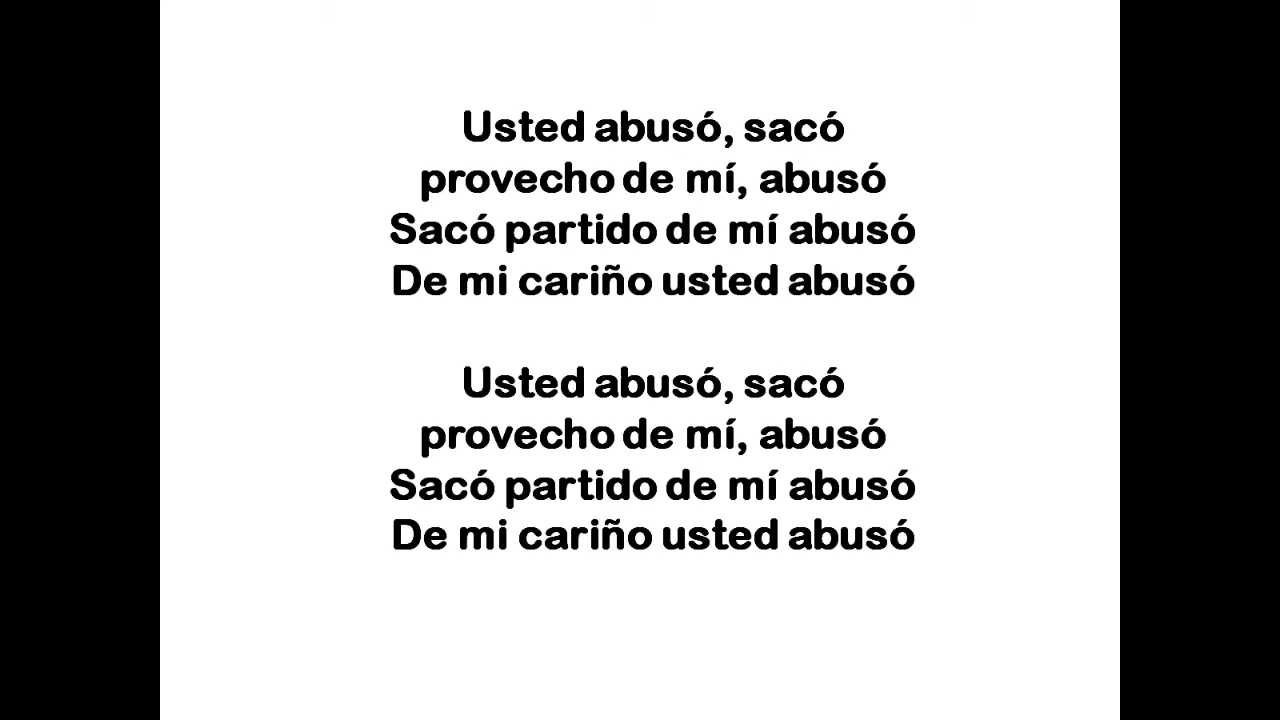 Usted abusó, sacó
provecho de mí, abusó
Sacó partido de mí abusó
De mi cariño usted abusó
Usted abusó, sacó
provecho de mí, abusó
Sacó partido de mí abusó
De mi cariño usted abusó